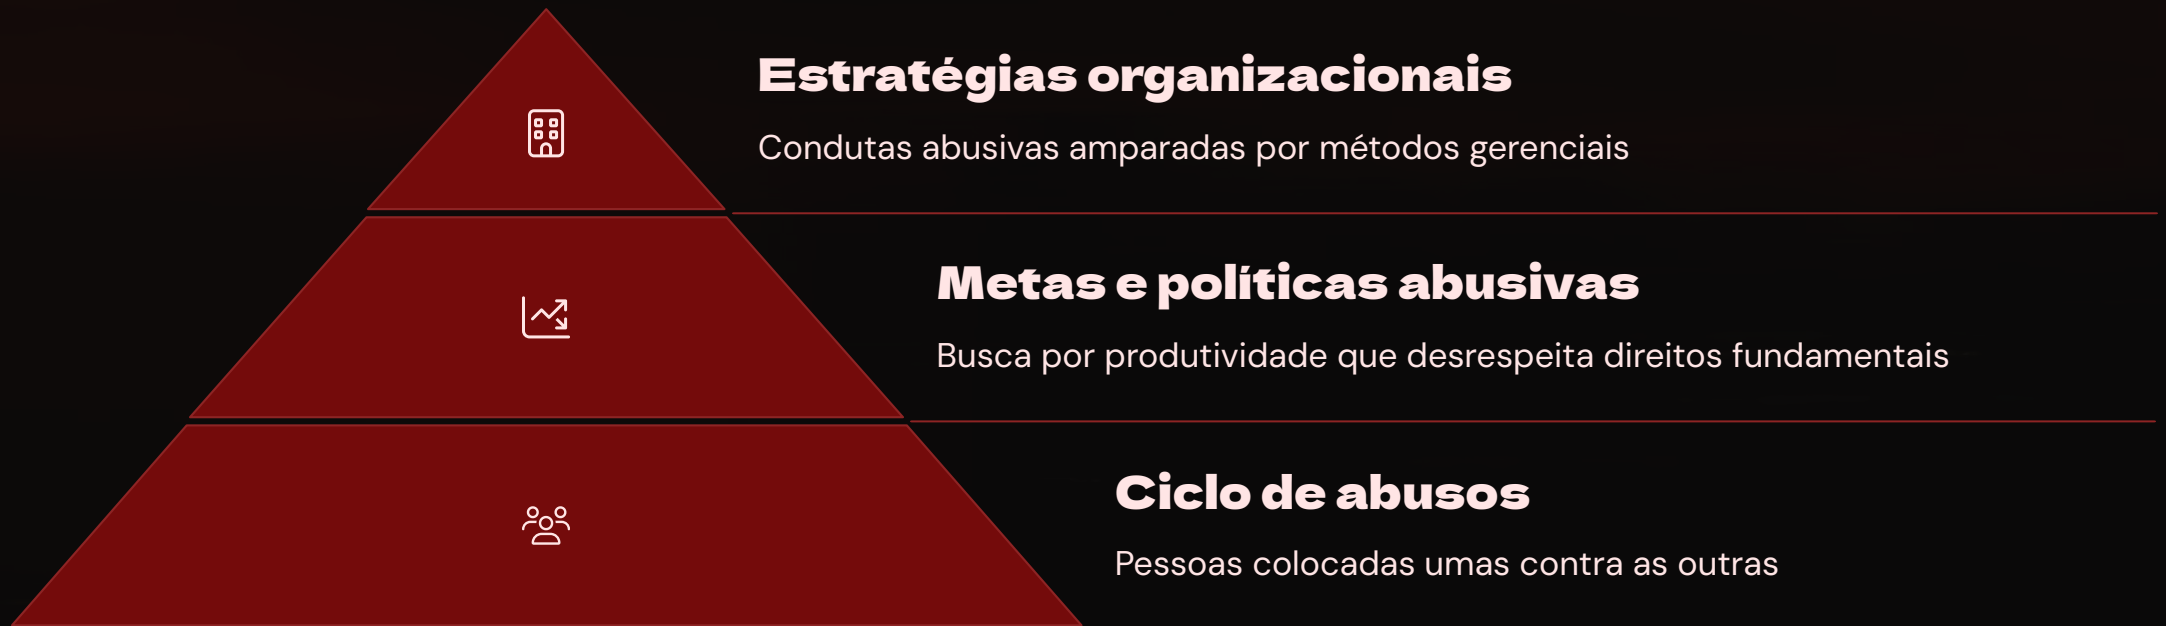 Estratégias organizacionais
Condutas abusivas amparadas por métodos gerenciais
Metas e políticas abusivas
Busca por produtividade que desrespeita direitos fundamentais
Ciclo de abusos
Pessoas colocadas umas contra as outras